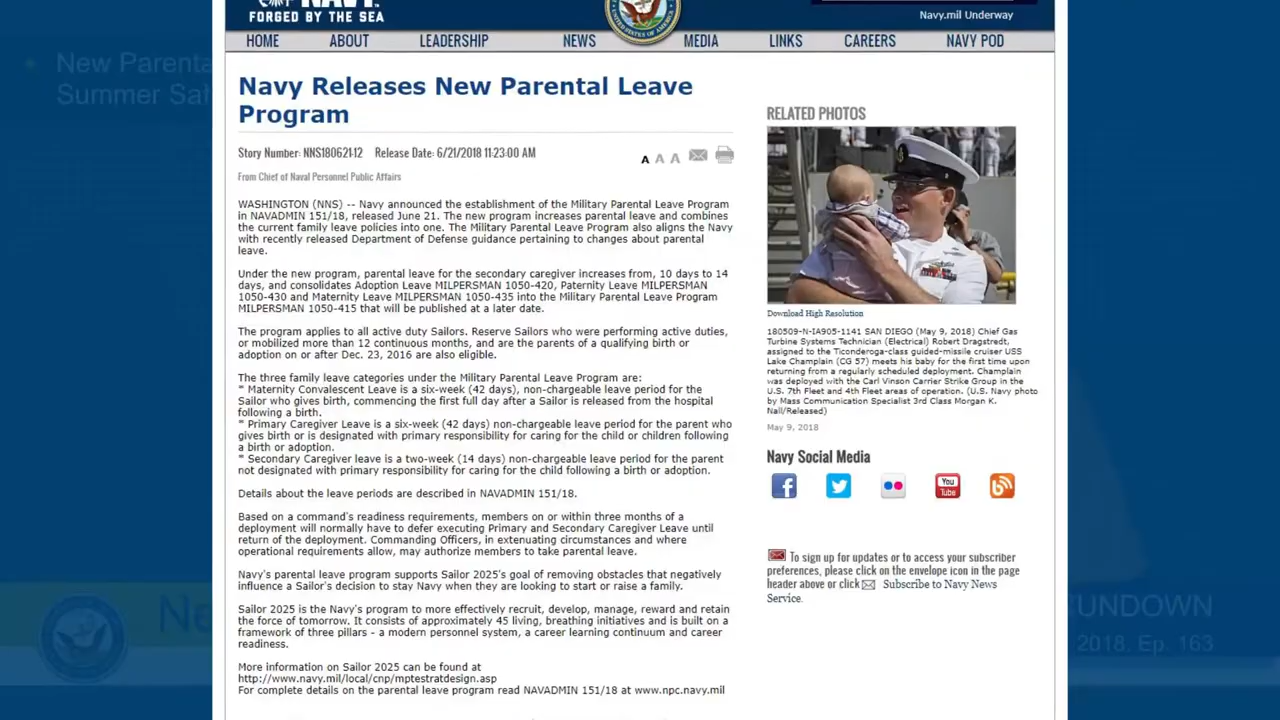 FORGED BY THE SEA
Navy.mil Underway
HOME ABOUT LEADERSHIP NEWS MEDIA LINKS CAREERS NAVY POD
New Parenta
Summer Saf
Navy Releases New Parental Leave
Program
Story Number: NNS180621-12 Release Date: 6/21/2018 11:23:00 AM
A A A
From Chief of Naval Personnel Public Affairs
WASHINGTON (NNS) -- Navy announced the establishment of the Military Parental Leave Program
in NAVADMIN 151/18, released June 21. The new program increases parental leave and combines
the current family leave policies into one. The Military Parental Leave Program also aligns the Navy
with recently released Department of Defense guidance pertaining to changes about parental
leave.
Under the new program, parental leave for the secondary caregiver increases from, 10 days to 14
days, and consolidates Adoption Leave MILPERSMAN 1050-420, Paternity Leave MILPERSMAN
1050-430 and Maternity Leave MILPERSMAN 1050-435 into the Military Parental Leave Program
MILPERSMAN 1050-415 that will be published at a later date.
The program applies to all active duty Sailors. Reserve Sailors who were performing active duties,
or mobilized more than 12 continuous months, and are the parents of a qualifying birth or
adoption on or after Dec. 23, 2016 are also eligible.
The three family leave categories under the Military Parental Leave Program are:
* Maternity Convalescent Leave is a six-week (42 days), non-chargeable leave period for the
Sailor who gives birth, commencing the first full day after a Sailor is released from the hospital
following a birth.
* Primary Caregiver Leave is a six-week (42 days) non-chargeable leave period for the parent who
gives birth or is designated with primary responsibility for caring for the child or children following
a birth or adoption.
* Secondary Caregiver leave is a two-week (14 days) non-chargeable leave period for the parent
not designated with primary responsibility for caring for the child following a birth or adoption.
Details about the leave periods are described in NAVADMIN 151/18.
Based on a command's readiness requirements, members on or within three months of a
deployment will normally have to defer executing Primary and Secondary Caregiver Leave until
return of the deployment. Commanding Officers, in extenuating circumstances and where
operational requirements allow, may authorize members to take parental leave.
Navy's parental leave program supports Sailor 2025's goal of removing obstacles that negatively
influence a Sailor's decision to stay Navy when they are looking to start or raise a family.
Sailor 2025 is the Navy's program to more effectively recruit, develop, manage, reward and retain
the force of tomorrow. It consists of approximately 45 living, breathing initiatives and is built on a
framework of three pillars - a modern personnel system, a career learning continuum and career
readiness.
More information on Sailor 2025 can be found at
http://www.navy.mil/local/cnp/mptestratdesign.asp
For complete details on the parental leave program read NAVADMIN 151/18 at www.npc.navy.mil
RELATED PHOTOS
Download High Resolution
180509-N-IA905-1141 SAN DIEGO (May 9, 2018) Chief Gas
Turbine Systems Technician (Electrical) Robert Dragstedt,
assigned to the Ticonderoga-class guided-missile cruiser USS
Lake Champlain (CG 57) meets his baby for the first time upon
returning from a regularly scheduled deployment. Champlain
was deployed with the Carl Vinson Carrier Strike Group in the
U.S. 7th Fleet and 4th Fleet areas of operation. (U.S. Navy photo
by Mass Communication Specialist 3rd Class Morgan K.
Nall/Released)
May 9, 2018
Navy Social Media
You
Tube
To sign up for updates or to access your subscriber
preferences, please click on the envelope icon in the page
header above or click Subscribe to Navy News
Service.
Ne
RUNDOWN
2018, Ep. 163